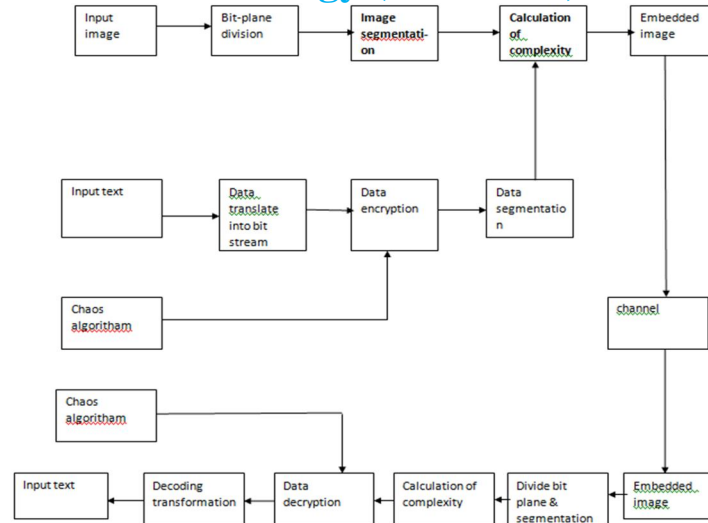 Input
image
Bit-plane
division
Image
segmentati-
on
Calculation
of
complexity
Embedded
image
Input text
Data
translate
into bit
stream
Data
encryption
Data
segmentatio
n
Chaos
algoritham
channel
Chaos
algoritham
Input text
Decoding
transformation
Data
decryption
Calculation of
complexity
Divide bit
plane &
segmentation
Embedded
image